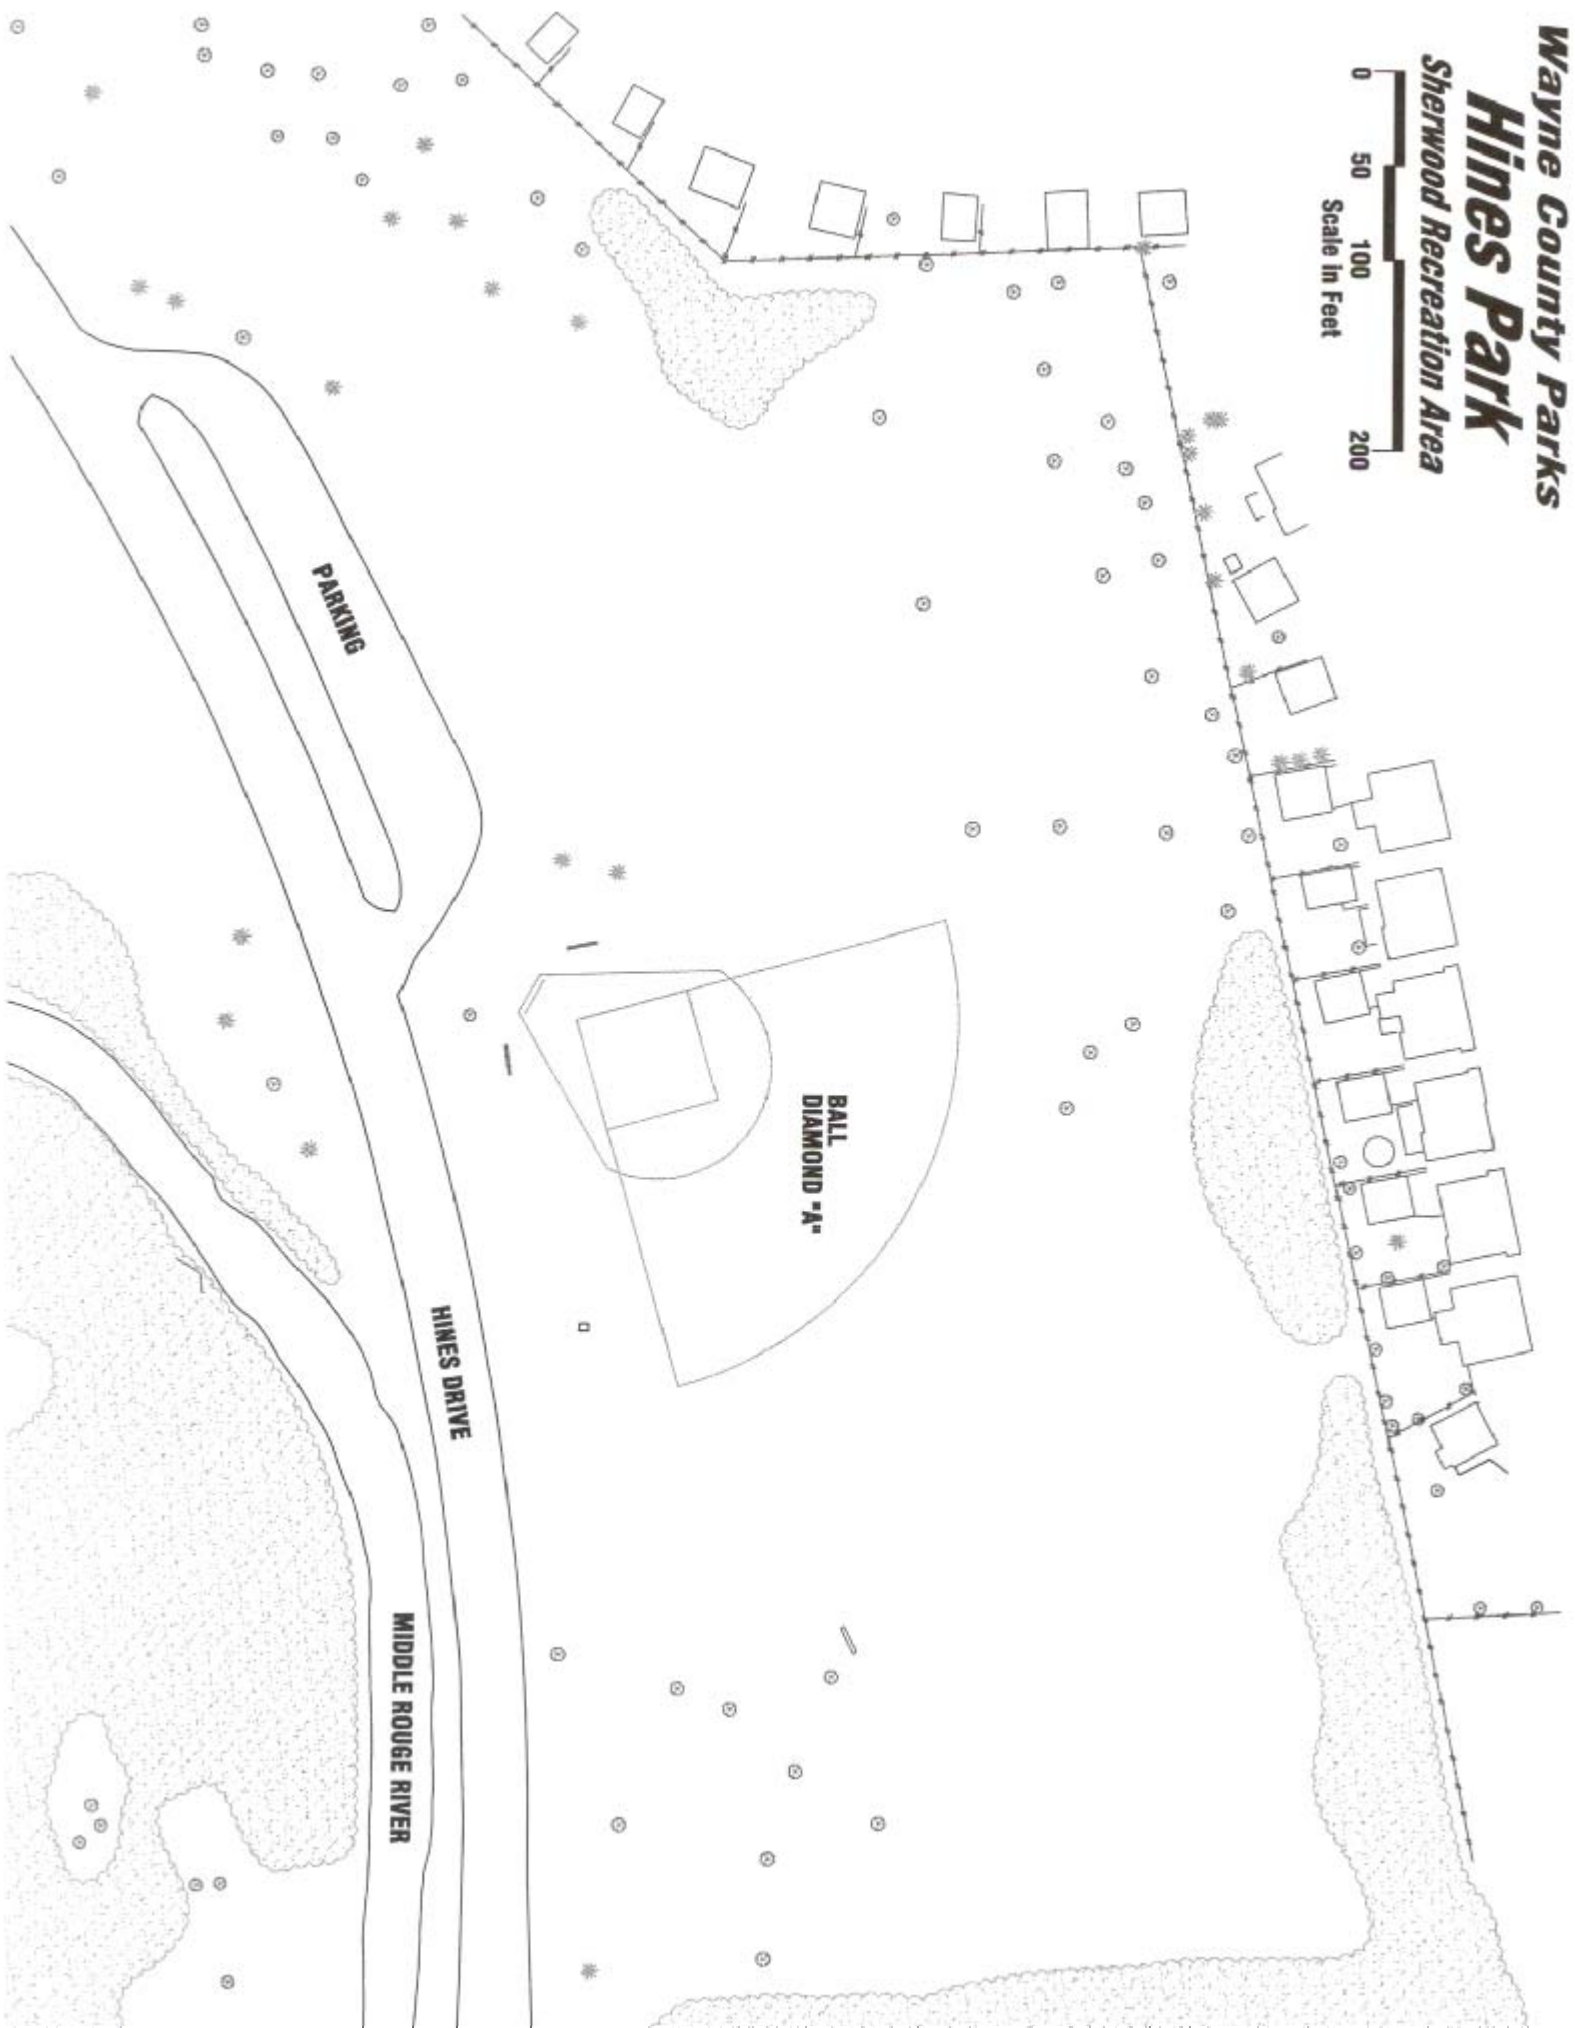 Wayne County Parks
Hines Park
Sherwood Recreation Area
0 50 100 200
Scale in Feet
BALL
DIAMOND "A"
PARKING
HINES DRIVE
MIDDLE ROUGE RIVER